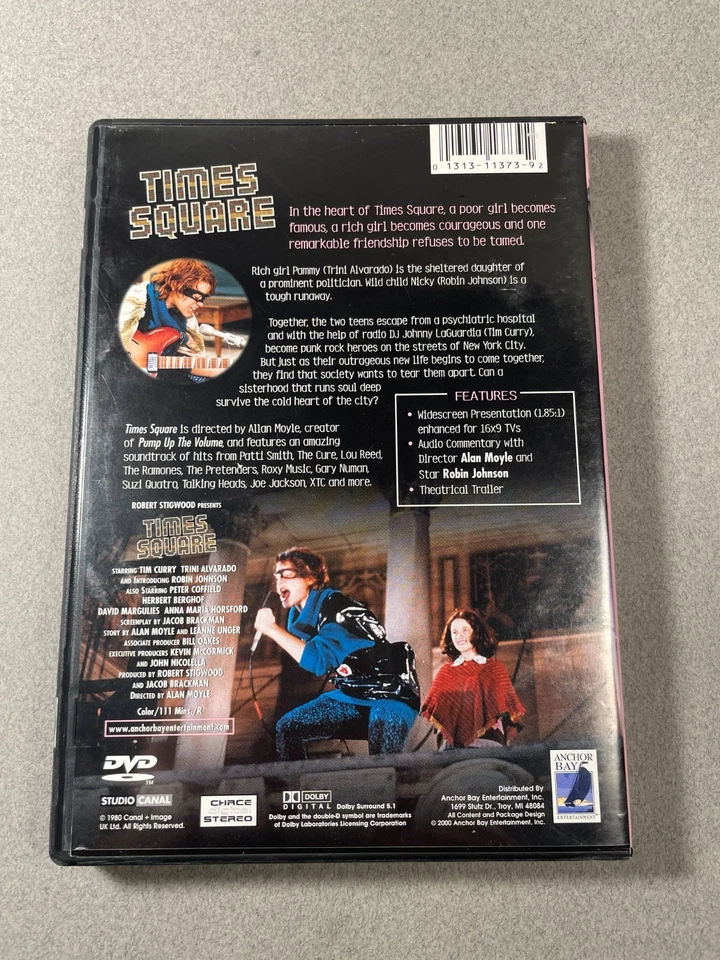 0 1313-11373-9 2
TIMES
SQUARE
In the heart of Times Square, a poor girl becomes
famous, a rich girl becomes courageous and one
remarkable friendship refuses to be tamed.
Rich girl Pammy (Trini Alvarado) is the sheltered daughter of
a prominent politician. Wild child Nicky (Robin Johnson) is a
tough runaway.
Together, the two teens escape from a psychiatric hospital
and with the help of radio DJ Johnny LaGuardia (Tim Curry),
become punk rock heroes on the streets of New York City.
But just as their outrageous new life begins to come together,
they find that society wants to tear them apart. Can a
sisterhood that runs soul deep
survive the cold heart of the city?
FEATURES
• Widescreen Presentation (1.85:1)
enhanced for 16x9 TVs
• Audio Commentary with
Director Alan Moyle and
Star Robin Johnson
• Theatrical Trailer
Times Square is directed by Allan Moyle, creator
of Pump Up The Volume, and features an amazing
soundtrack of hits from Patti Smith, The Cure, Lou Reed,
The Ramones, The Pretenders, Roxy Music, Gary Numan,
Suzi Quatro, Talking Heads, Joe Jackson, XTC and more.
ROBERT STIGWOOD PRESENTS
TIMES
SQUARE
STARRING TIM CURRY TRINI ALVARADO
AND INTRODUCING ROBIN JOHNSON
ALSO STARRING PETER COFFIELD
HERBERT BERGHOF
DAVID MARGULIES ANNA MARIA HORSFORD
SCREENPLAY BY JACOB BRACKMAN
STORY BY ALAN MOYLE AND LEANNE UNGER
ASSOCIATE PRODUCER BILL OAKES
EXECUTIVE PRODUCERS KEVIN MCCORMICK
AND JOHN NICOLELLA
PRODUCED BY ROBERT STIGWOOD
AND JACOB BRACKMAN
DIRECTED BY ALAN MOYLE
Color/111 Mins./R
www.anchorbayentertainment.com
DVD
TM
STUDIO CANAL
© 1980 Canal + Image
UK Ltd. All Rights Reserved.
CHACE
DIGITAL
STEREO
DOLBY
DIGITAL Dolby Surround 5.1
Dolby and the double-D symbol are trademarks
of Dolby Laboratories Licensing Corporation
Distributed By
Anchor Bay Entertainment, Inc.
1699 Stutz Dr., Troy, MI 48084
All Content and Package Design
© 2000 Anchor Bay Entertainment, Inc.
ANCHOR
BAY
ENTERTAINMENT